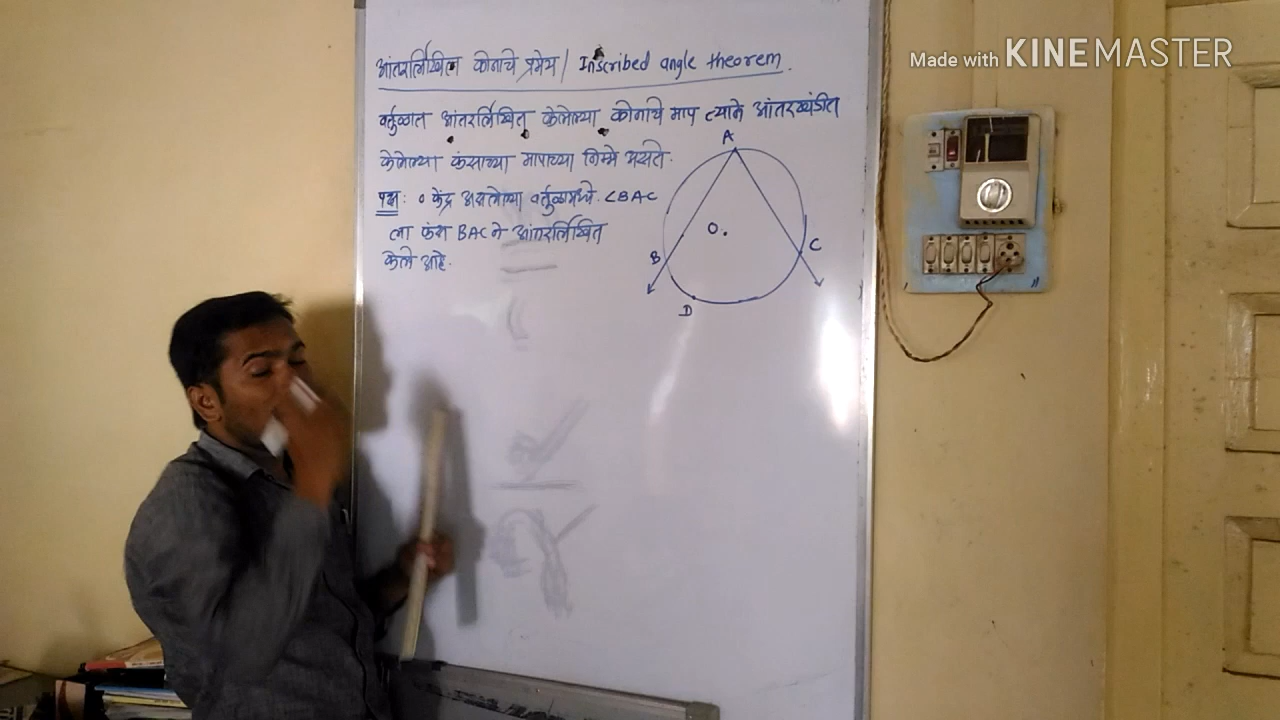 Made with KINEMASTER
आंतरलिखित कोनाचे प्रमेय / Inscribed angle theorem.
वर्तुळात आंतरलिखित केलेल्या कोनाचे माप त्याने आंतरखंडीत
केलेल्या कंसाच्या मापाच्या निम्मे असते.
पक्ष : O केंद्र असलेल्या वर्तुळामध्ये ∠BAC
ला कंस BAC ने आंतरलिखित
केले आहे.
A
O.
B
C
D